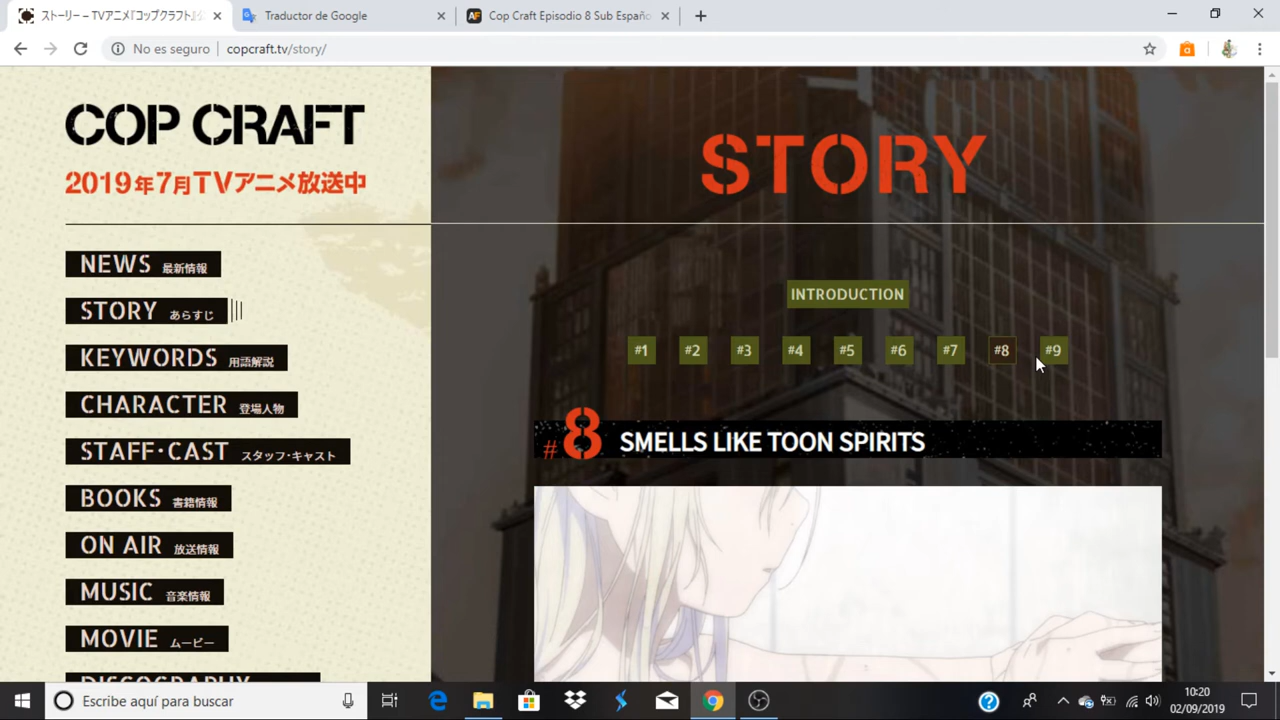 ストーリー – TVアニメ『コップクラフト』
Traductor de Google
Cop Craft Episodio 8 Sub Españo
No es seguro
copcraft.tv/story/
COP CRAFT
2019年7月TVアニメ放送中
NEWS 最新情報
STORY あらすじ
KEYWORDS 用語解説
CHARACTER 登場人物
STAFF・CAST スタッフ・キャスト
BOOKS 書籍情報
ON AIR 放送情報
MUSIC 音楽情報
MOVIE ムービー
DISCOGRAPHY
STORY
INTRODUCTION
#1 #2 #3 #4 #5 #6 #7 #8 #9
#8 SMELLS LIKE TOON SPIRITS
Escribe aquí para buscar
10:20
02/09/2019